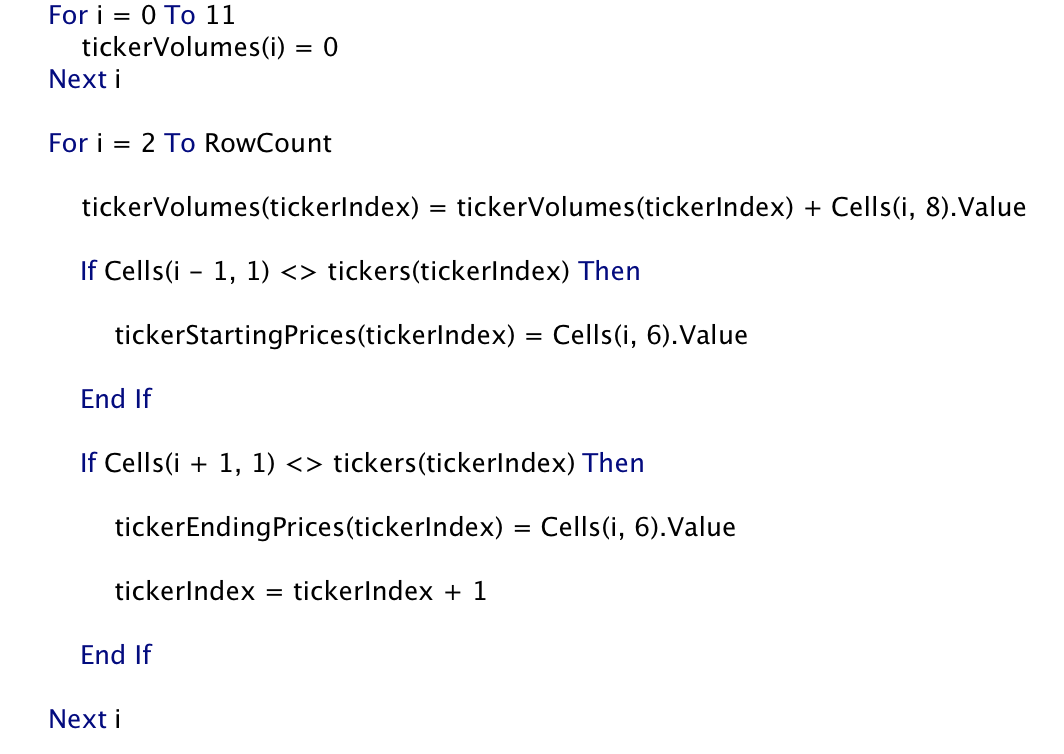 For i = 0 To 11
tickerVolumes(i) = 0
Next i
For i = 2 To RowCount
tickerVolumes(tickerIndex) = tickerVolumes(tickerIndex) + Cells(i, 8).Value
If Cells(i - 1, 1) <> tickers(tickerIndex) Then
tickerStartingPrices(tickerIndex) = Cells(i, 6).Value
End If
If Cells(i + 1, 1) <> tickers(tickerIndex) Then
tickerEndingPrices(tickerIndex) = Cells(i, 6).Value
tickerIndex = tickerIndex + 1
End If
Next i